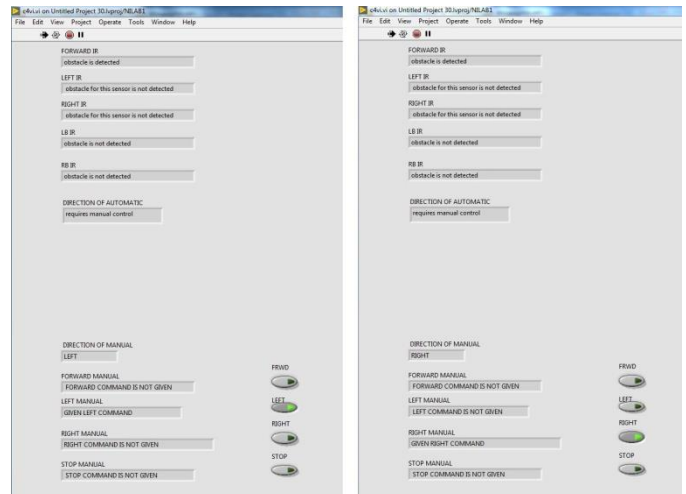 c4vi.vi on Untitled Project 30.lvproj/NILAB1
File Edit View Project Operate Tools Window Help
FORWARD IR
obstacle is detected
LEFT IR
obstacle for this sensor is not detected
RIGHT IR
obstacle for this sensor is not detected
LB IR
obstacle is not detected
RB IR
obstacle is not detected
DIRECTION OF AUTOMATIC
requires manual control
DIRECTION OF MANUAL
LEFT
FORWARD MANUAL
FORWARD COMMAND IS NOT GIVEN
LEFT MANUAL
GIVEN LEFT COMMAND
RIGHT MANUAL
RIGHT COMMAND IS NOT GIVEN
STOP MANUAL
STOP COMMAND IS NOT GIVEN
FRWD
LEFT
RIGHT
STOP
c4vi.vi on Untitled Project 30.lvproj/NILAB1
File Edit View Project Operate Tools Window Help
FORWARD IR
obstacle is detected
LEFT IR
obstacle for this sensor is not detected
RIGHT IR
obstacle for this sensor is not detected
LB IR
obstacle is not detected
RB IR
obstacle is not detected
DIRECTION OF AUTOMATIC
requires manual control
DIRECTION OF MANUAL
RIGHT
FORWARD MANUAL
FORWARD COMMAND IS NOT GIVEN
LEFT MANUAL
LEFT COMMAND IS NOT GIVEN
RIGHT MANUAL
GIVEN RIGHT COMMAND
STOP MANUAL
STOP COMMAND IS NOT GIVEN
FRWD
LEFT
RIGHT
STOP